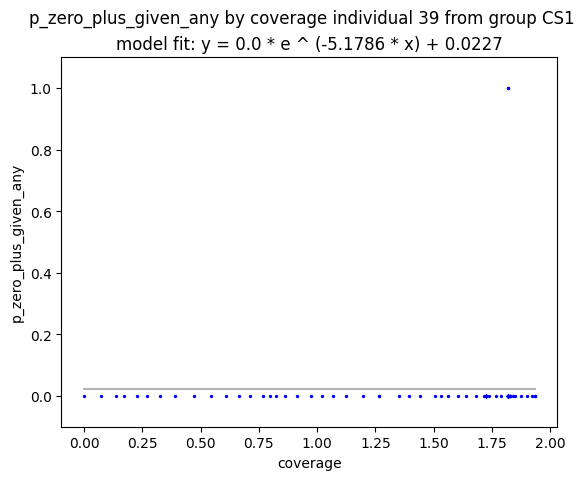 p_zero_plus_given_any by coverage individual 39 from group CS1
model fit: y = 0.0 * e ^ (-5.1786 * x) + 0.0227
1.0
0.8
0.6
0.4
0.2
0.0
p_zero_plus_given_any
0.00 0.25 0.50 0.75 1.00 1.25 1.50 1.75 2.00
coverage